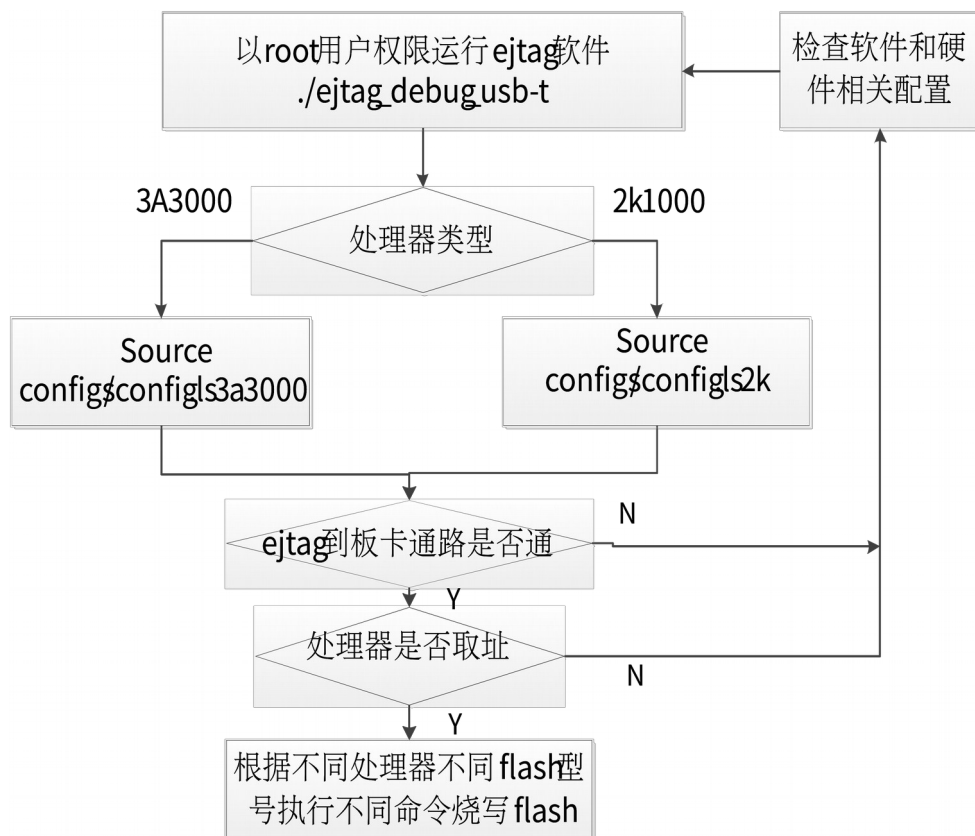 以root用户权限运行ejtag软件
./ejtag_debug_usb-t
检查软件和硬
件相关配置
3A3000
2k1000
处理器类型
Source
configs/configls3a3000
Source
configs/configls2k
ejtag到板卡通路是否通
N
Y
处理器是否取址
N
Y
根据不同处理器不同flash型
号执行不同命令烧写flash